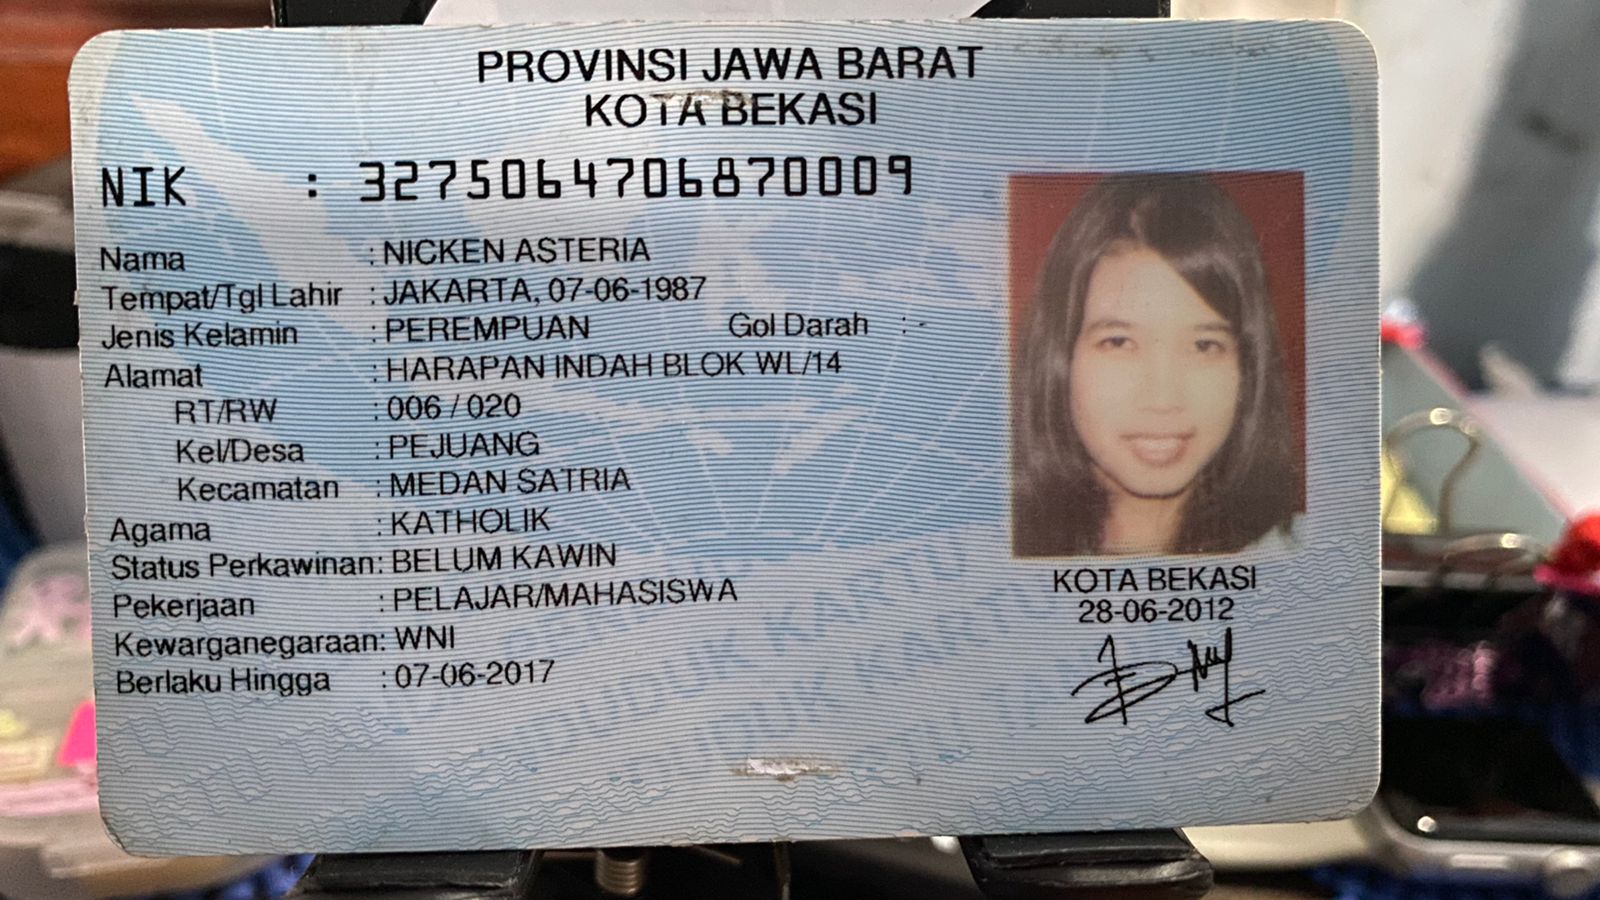 PROVINSI JAWA BARAT
KOTA BEKASI
NIK : 3275064706870009
Nama : NICKEN ASTERIA
Tempat/Tgl Lahir : JAKARTA, 07-06-1987
Jenis Kelamin : PEREMPUAN Gol Darah : -
Alamat : HARAPAN INDAH BLOK WL/14
RT/RW : 006 / 020
Kel/Desa : PEJUANG
Kecamatan : MEDAN SATRIA
Agama : KATHOLIK
Status Perkawinan: BELUM KAWIN
Pekerjaan : PELAJAR/MAHASISWA
Kewarganegaraan: WNI
Berlaku Hingga : 07-06-2017
KOTA BEKASI
28-06-2012